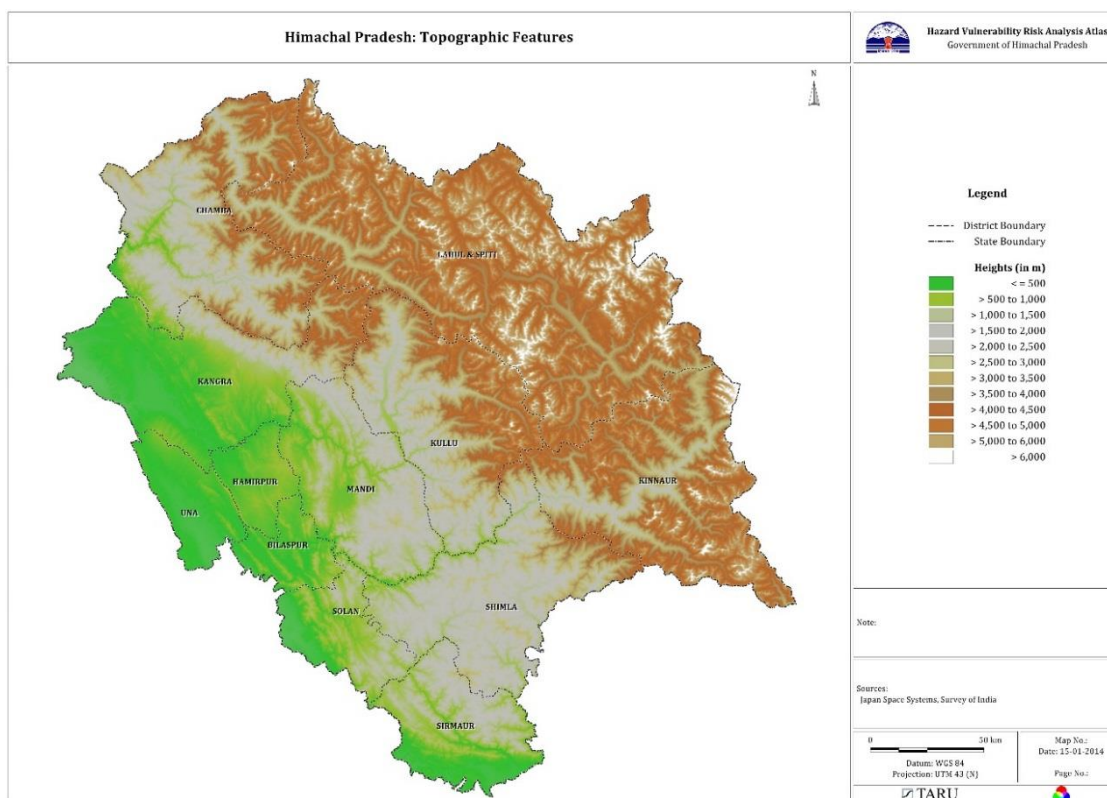 Himachal Pradesh: Topographic Features
Hazard Vulnerability Risk Analysis Atlas
Government of Himachal Pradesh
N
CHAMBA
LAHUL & SPITI
KANGRA
KULLU
HAMIRPUR
MANDI
KINNAUR
UNA
BILASPUR
SOLAN
SHIMLA
SIRMAUR
Legend
District Boundary
State Boundary
Heights (in m)
< = 500
> 500 to 1,000
> 1,000 to 1,500
> 1,500 to 2,000
> 2,000 to 2,500
> 2,500 to 3,000
> 3,000 to 3,500
> 3,500 to 4,000
> 4,000 to 4,500
> 4,500 to 5,000
> 5,000 to 6,000
> 6,000
Note:
Sources:
Japan Space Systems, Survey of India
0 50 km
Datum: WGS 84
Projection: UTM 43 (N)
Map No.:
Date: 15-01-2014
Page No.:
TARU